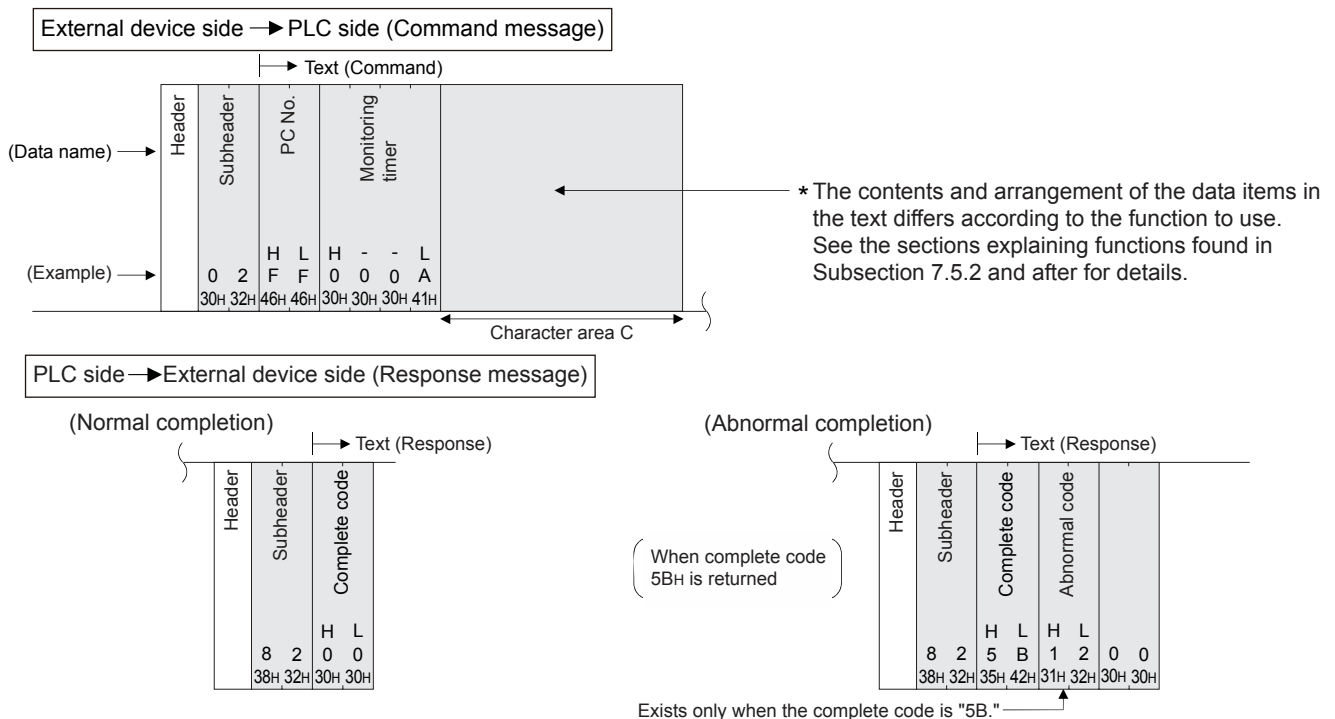 External device side → PLC side (Command message)
Text (Command)
Header
Subheader
PC No.
Monitoring
timer
(Data name)
* The contents and arrangement of the data items in
the text differs according to the function to use.
See the sections explaining functions found in
Subsection 7.5.2 and after for details.
H L H - - L
(Example) 0 2 F F 0 0 0 A
30H 32H 46H 46H 30H 30H 30H 41H
Character area C
PLC side → External device side (Response message)
(Normal completion)
Text (Response)
Header
Subheader
Complete code
H L
8 2 0 0
38H 32H 30H 30H
(Abnormal completion)
Text (Response)
When complete code
5BH is returned
Header
Subheader
Complete code
Abnormal code
H L H L
8 2 5 B 1 2 0 0
38H 32H 35H 42H 31H 32H 30H 30H
Exists only when the complete code is "5B."